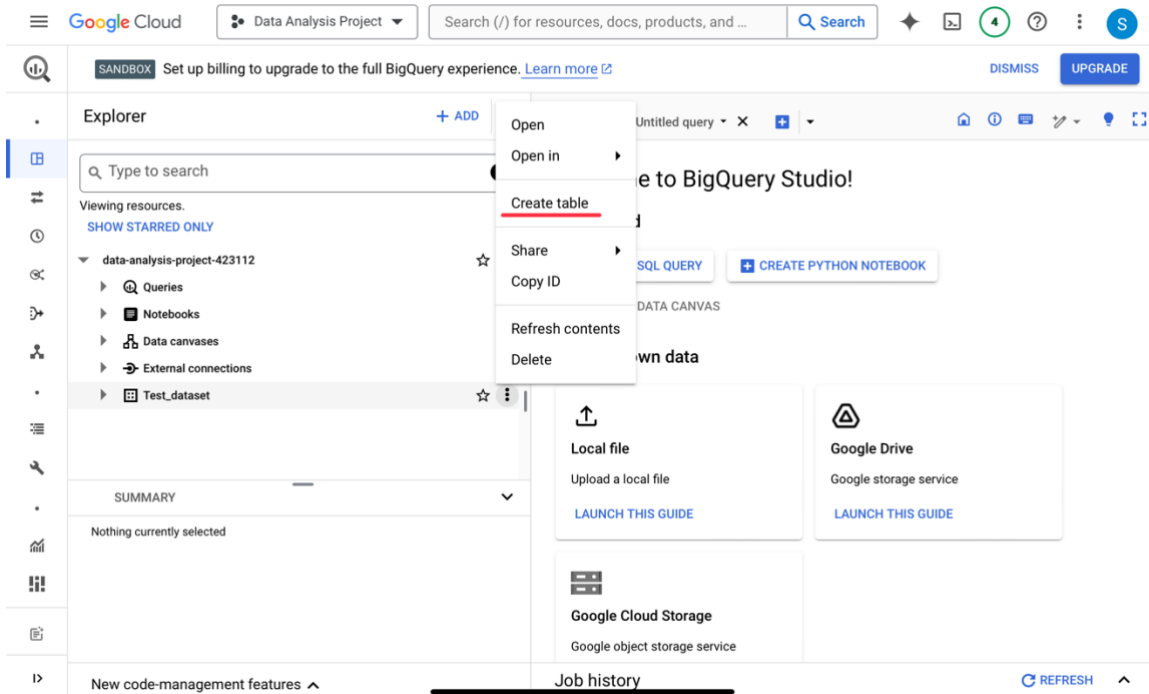 Google Cloud
Data Analysis Project
Search (/) for resources, docs, products, and ...
Search
4
S
SANDBOX Set up billing to upgrade to the full BigQuery experience. Learn more
DISMISS
UPGRADE
Explorer
+ ADD
Type to search
Viewing resources.
SHOW STARRED ONLY
data-analysis-project-423112
Queries
Notebooks
Data canvases
External connections
Test_dataset
SUMMARY
Nothing currently selected
New code-management features
Open
Open in
Create table
Share
Copy ID
Refresh contents
Delete
Untitled query
to BigQuery Studio!
SQL QUERY
CREATE PYTHON NOTEBOOK
DATA CANVAS
data
Local file
Upload a local file
LAUNCH THIS GUIDE
Google Drive
Google storage service
LAUNCH THIS GUIDE
Google Cloud Storage
Google object storage service
Job history
REFRESH